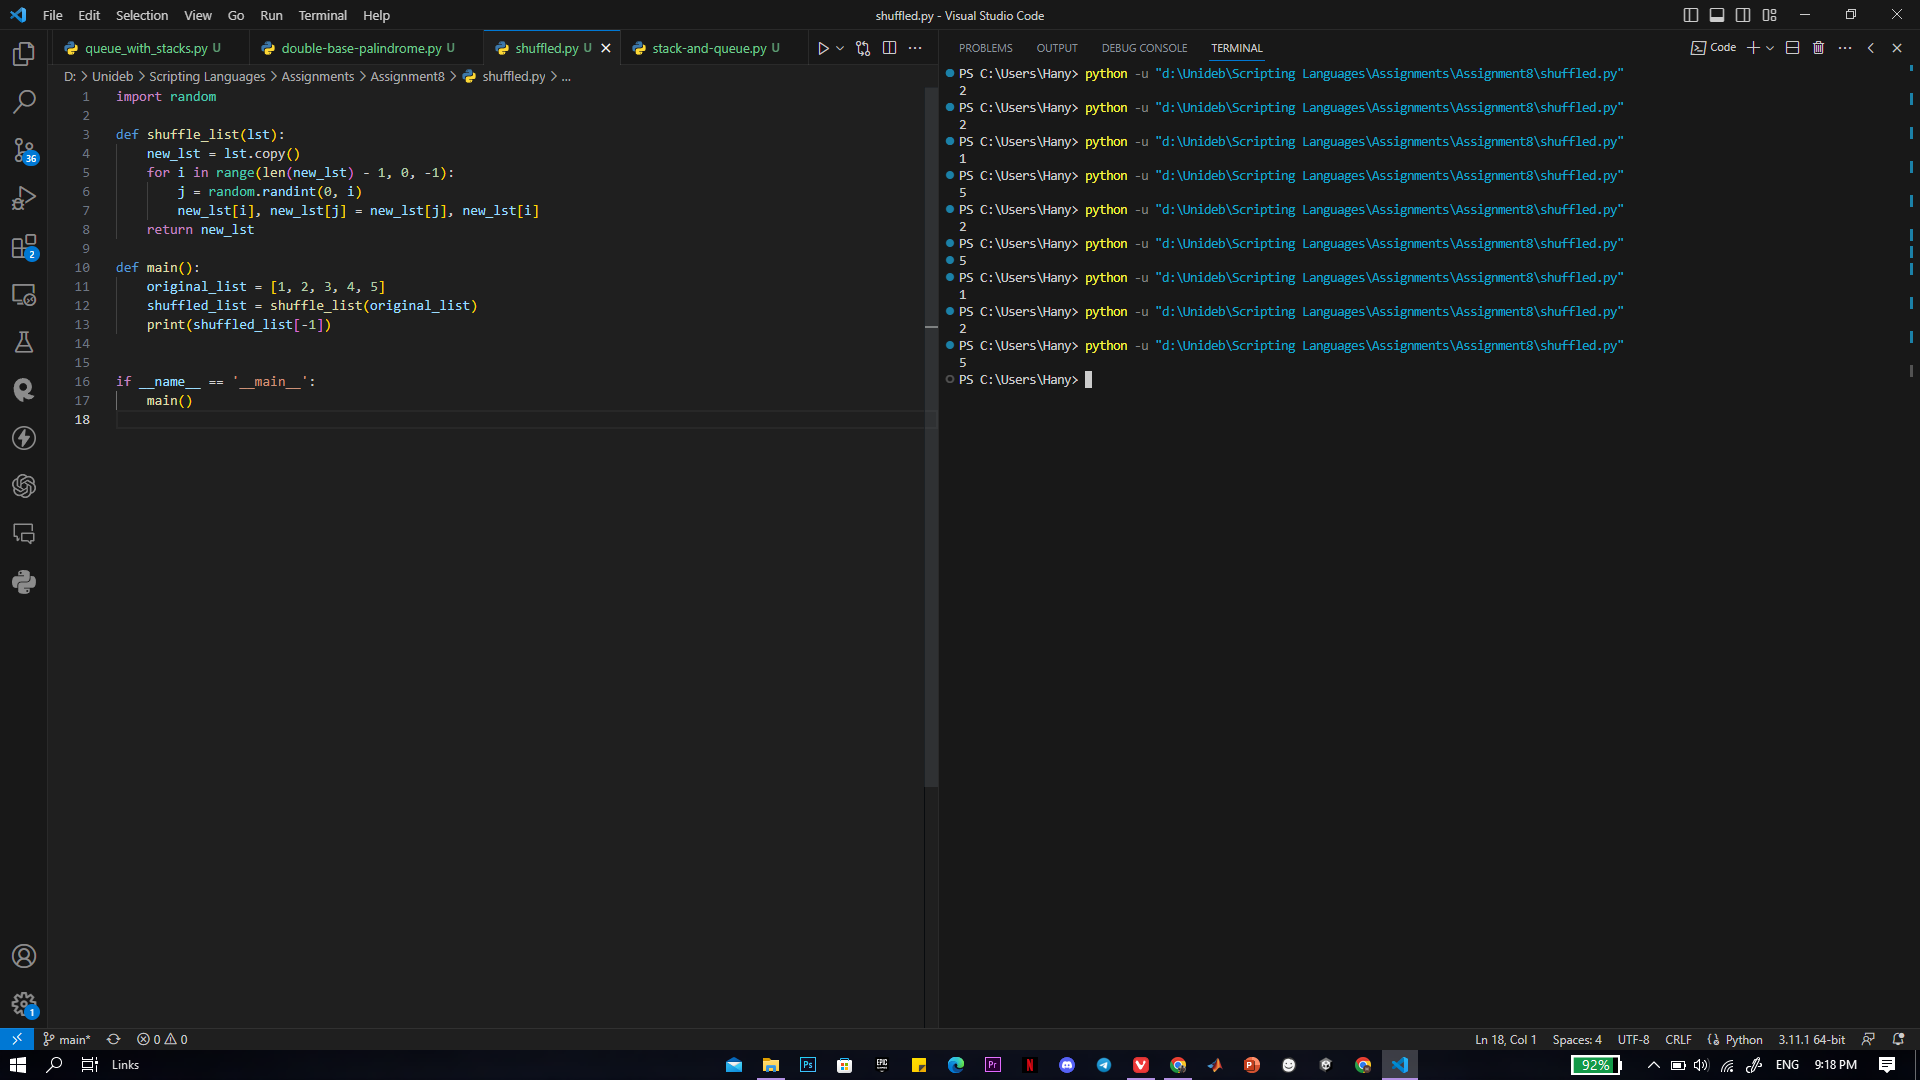 File Edit Selection View Go Run Terminal Help
shuffled.py - Visual Studio Code
queue_with_stacks.py U
double-base-palindrome.py U
shuffled.py U
stack-and-queue.py U
D: > Unideb > Scripting Languages > Assignments > Assignment8 > shuffled.py > ...
1 import random
2
3 def shuffle_list(lst):
4     new_lst = lst.copy()
5     for i in range(len(new_lst) - 1, 0, -1):
6         j = random.randint(0, i)
7         new_lst[i], new_lst[j] = new_lst[j], new_lst[i]
8     return new_lst
9
10 def main():
11     original_list = [1, 2, 3, 4, 5]
12     shuffled_list = shuffle_list(original_list)
13     print(shuffled_list[-1])
14
15
16 if __name__ == '__main__':
17     main()
18
PROBLEMS OUTPUT DEBUG CONSOLE TERMINAL
Code
PS C:\Users\Hany> python -u "d:\Unideb\Scripting Languages\Assignments\Assignment8\shuffled.py"
2
PS C:\Users\Hany> python -u "d:\Unideb\Scripting Languages\Assignments\Assignment8\shuffled.py"
2
PS C:\Users\Hany> python -u "d:\Unideb\Scripting Languages\Assignments\Assignment8\shuffled.py"
1
PS C:\Users\Hany> python -u "d:\Unideb\Scripting Languages\Assignments\Assignment8\shuffled.py"
5
PS C:\Users\Hany> python -u "d:\Unideb\Scripting Languages\Assignments\Assignment8\shuffled.py"
2
PS C:\Users\Hany> python -u "d:\Unideb\Scripting Languages\Assignments\Assignment8\shuffled.py"
5
PS C:\Users\Hany> python -u "d:\Unideb\Scripting Languages\Assignments\Assignment8\shuffled.py"
1
PS C:\Users\Hany> python -u "d:\Unideb\Scripting Languages\Assignments\Assignment8\shuffled.py"
2
PS C:\Users\Hany> python -u "d:\Unideb\Scripting Languages\Assignments\Assignment8\shuffled.py"
5
PS C:\Users\Hany>
36
2
1
main* 0 0
Ln 18, Col 1 Spaces: 4 UTF-8 CRLF Python 3.11.1 64-bit
Links
Ps
EPIC
Pr
N
92%
ENG
9:18 PM